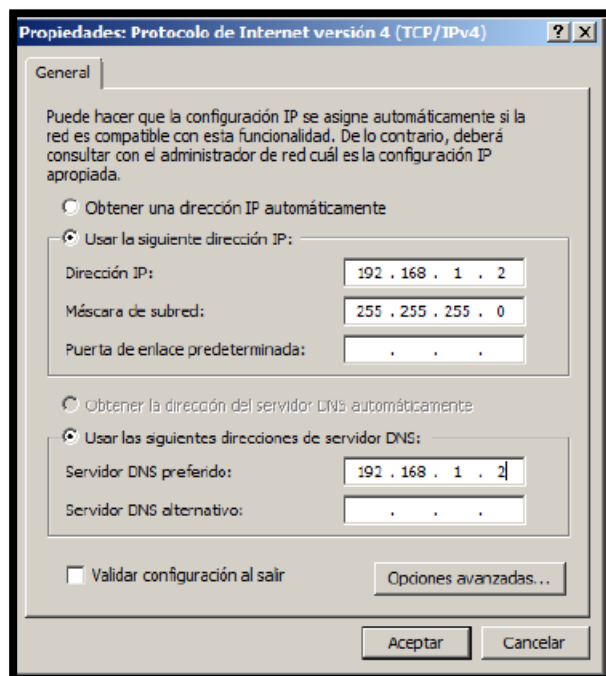 Propiedades: Protocolo de Internet versión 4 (TCP/IPv4)
General
Puede hacer que la configuración IP se asigne automáticamente si la
red es compatible con esta funcionalidad. De lo contrario, deberá
consultar con el administrador de red cuál es la configuración IP
apropiada.
Obtener una dirección IP automáticamente
Usar la siguiente dirección IP:
Dirección IP: 192 . 168 . 1 . 2
Máscara de subred: 255 . 255 . 255 . 0
Puerta de enlace predeterminada: . . .
Obtener la dirección del servidor DNS automáticamente
Usar las siguientes direcciones de servidor DNS:
Servidor DNS preferido: 192 . 168 . 1 . 2
Servidor DNS alternativo: . . .
Validar configuración al salir
Opciones avanzadas...
Aceptar Cancelar